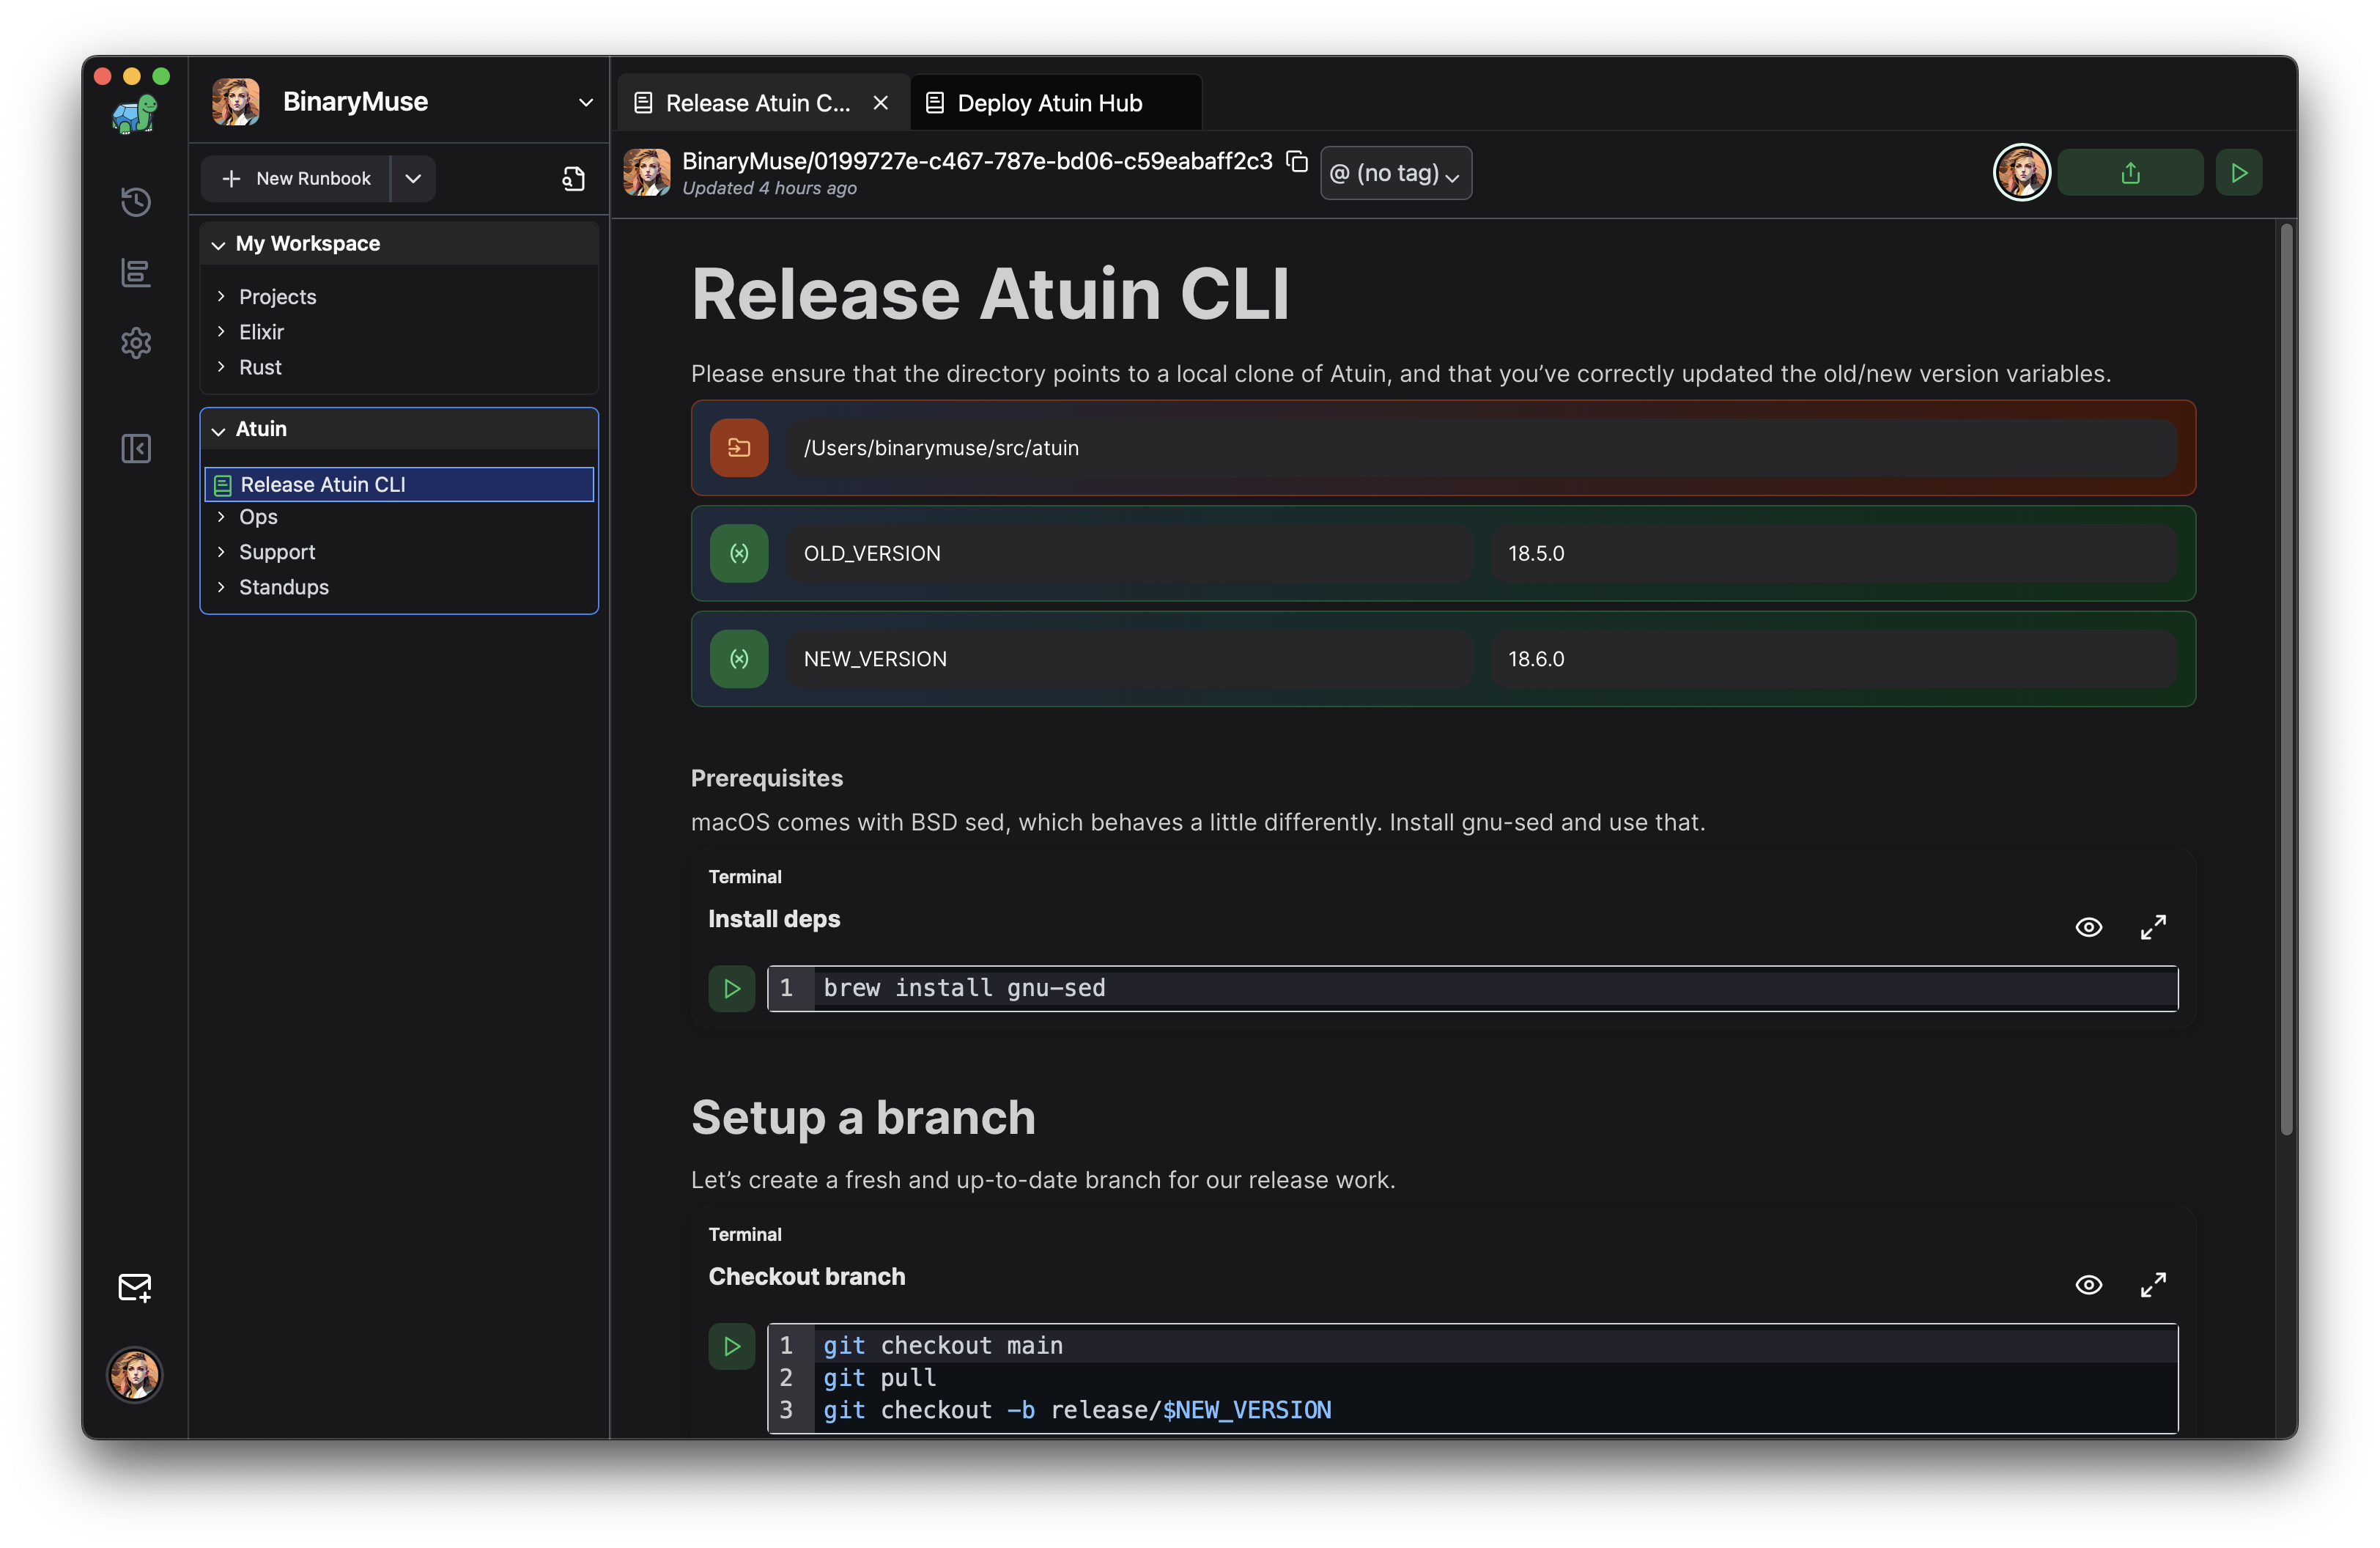 BinaryMuse
New Runbook
My Workspace
Projects
Elixir
Rust
Atuin
Release Atuin CLI
Ops
Support
Standups
Release Atuin C...
Deploy Atuin Hub
BinaryMuse/0199727e-c467-787e-bd06-c59eabaff2c3
Updated 4 hours ago
@ (no tag)
Release Atuin CLI
Please ensure that the directory points to a local clone of Atuin, and that you’ve correctly updated the old/new version variables.
/Users/binarymuse/src/atuin
OLD_VERSION 18.5.0
NEW_VERSION 18.6.0
Prerequisites
macOS comes with BSD sed, which behaves a little differently. Install gnu-sed and use that.
Terminal
Install deps
1 brew install gnu-sed
Setup a branch
Let’s create a fresh and up-to-date branch for our release work.
Terminal
Checkout branch
1 git checkout main
2 git pull
3 git checkout -b release/$NEW_VERSION